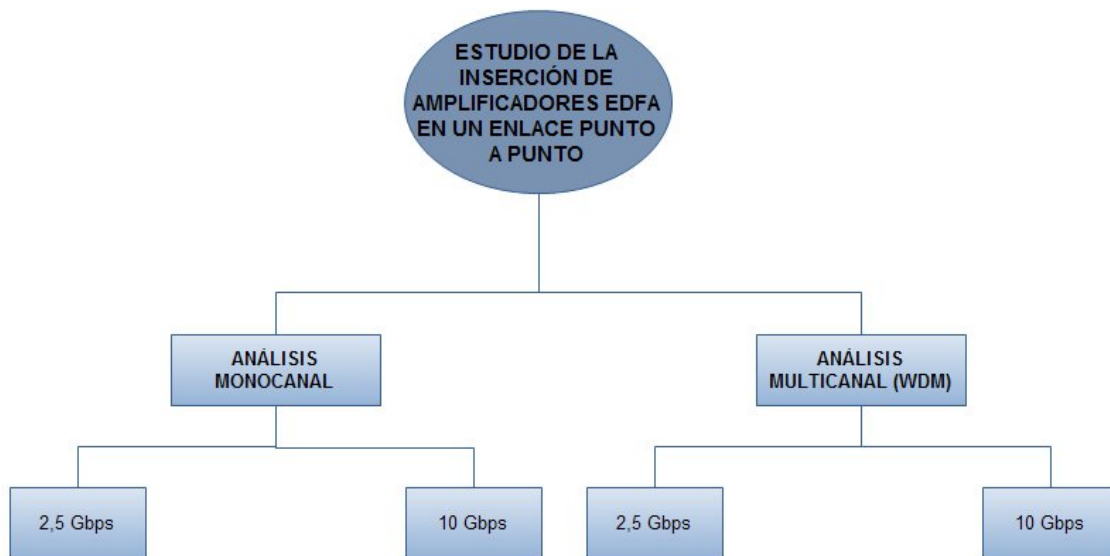 ESTUDIO DE LA
INSERCIÓN DE
AMPLIFICADORES EDFA
EN UN ENLACE PUNTO
A PUNTO
ANÁLISIS
MONOCANAL
ANÁLISIS
MULTICANAL (WDM)
2,5 Gbps
10 Gbps
2,5 Gbps
10 Gbps